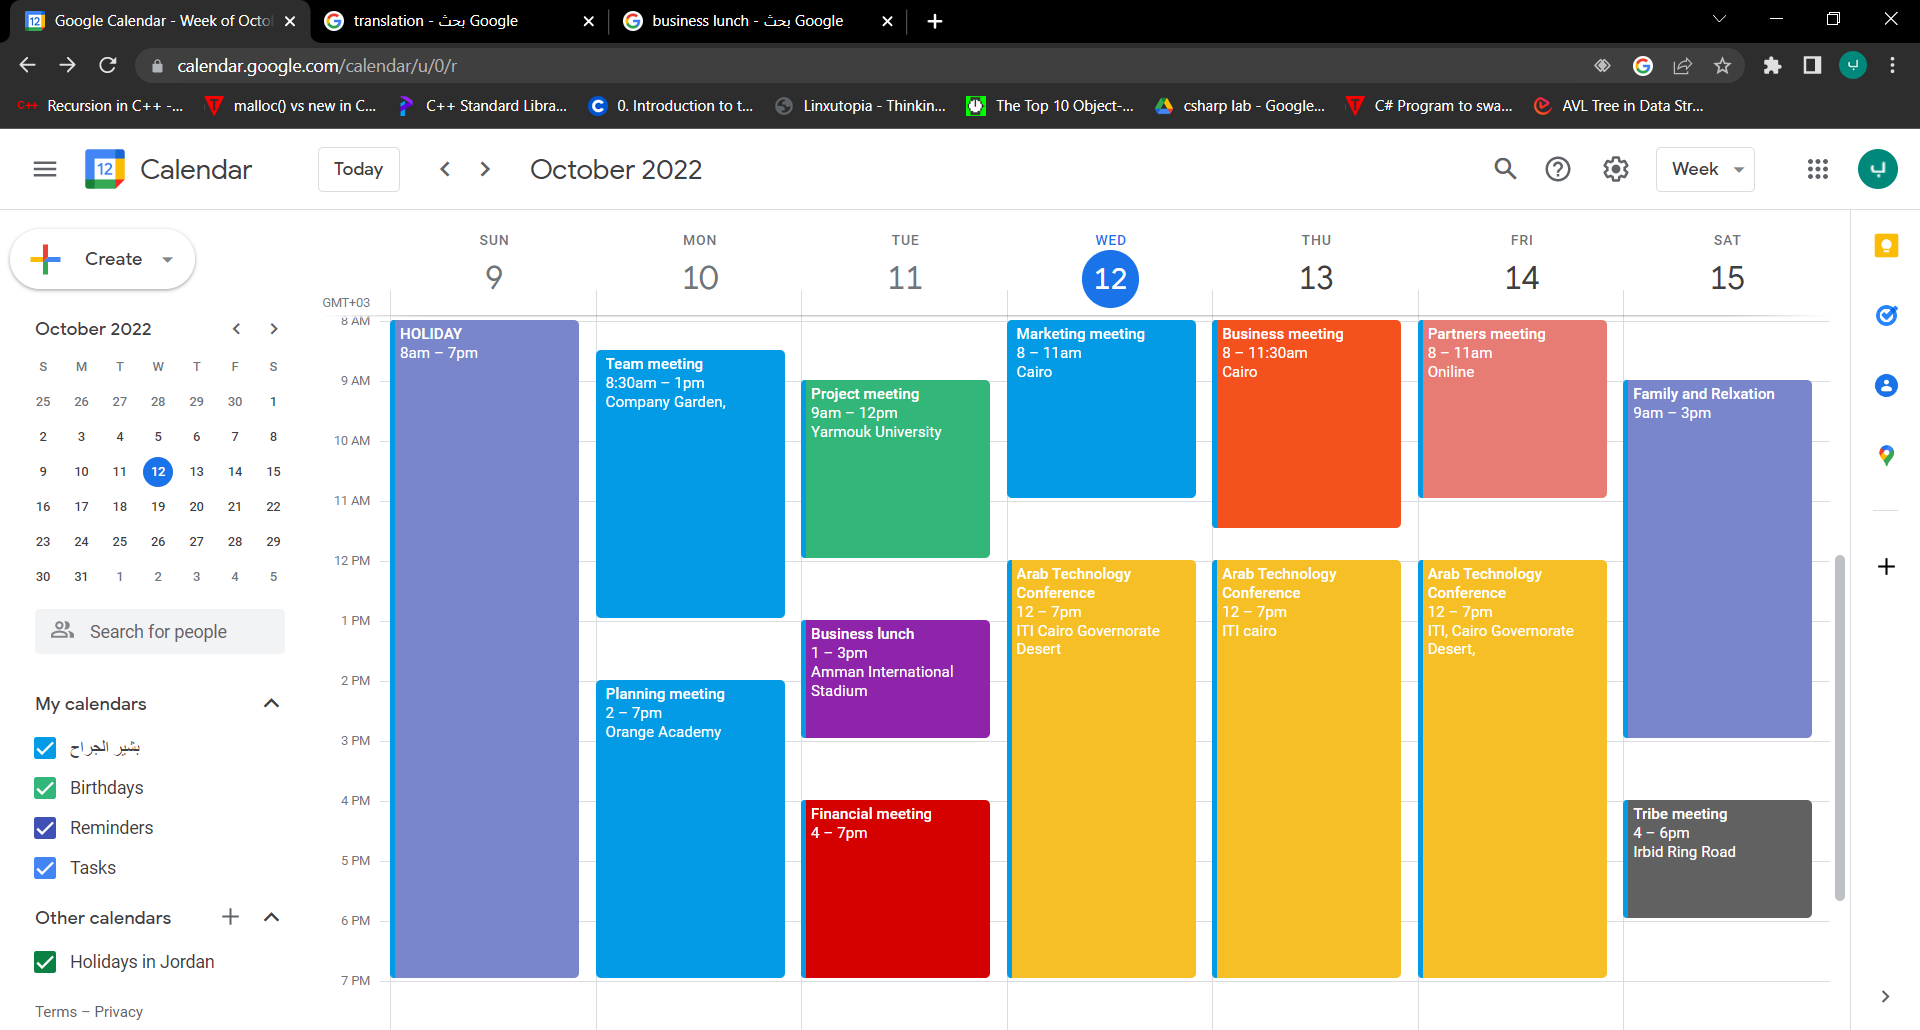 Google Calendar - Week of Octo
translation - بحث Google
business lunch - بحث Google
calendar.google.com/calendar/u/0/r
C++ Recursion in C++ -...
malloc() vs new in C...
C++ Standard Libra...
0. Introduction to t...
Linxutopia - Thinkin...
The Top 10 Object-...
csharp lab - Google...
C# Program to swa...
AVL Tree in Data Str...
12 Calendar
Today
October 2022
Week
Create
October 2022
S M T W T F S
25 26 27 28 29 30 1
2 3 4 5 6 7 8
9 10 11 12 13 14 15
16 17 18 19 20 21 22
23 24 25 26 27 28 29
30 31 1 2 3 4 5
Search for people
My calendars
بشير الجراح
Birthdays
Reminders
Tasks
Other calendars
Holidays in Jordan
Terms – Privacy
SUN MON TUE WED THU FRI SAT
9 10 11 12 13 14 15
GMT+03
8 AM
9 AM
10 AM
11 AM
12 PM
1 PM
2 PM
3 PM
4 PM
5 PM
6 PM
7 PM
HOLIDAY
8am – 7pm
Team meeting
8:30am – 1pm
Company Garden,
Planning meeting
2 – 7pm
Orange Academy
Project meeting
9am – 12pm
Yarmouk University
Business lunch
1 – 3pm
Amman International
Stadium
Financial meeting
4 – 7pm
Marketing meeting
8 – 11am
Cairo
Arab Technology
Conference
12 – 7pm
ITI Cairo Governorate
Desert
Business meeting
8 – 11:30am
Cairo
Arab Technology
Conference
12 – 7pm
ITI cairo
Partners meeting
8 – 11am
Oniline
Arab Technology
Conference
12 – 7pm
ITI, Cairo Governorate
Desert,
Family and Relxation
9am – 3pm
Tribe meeting
4 – 6pm
Irbid Ring Road